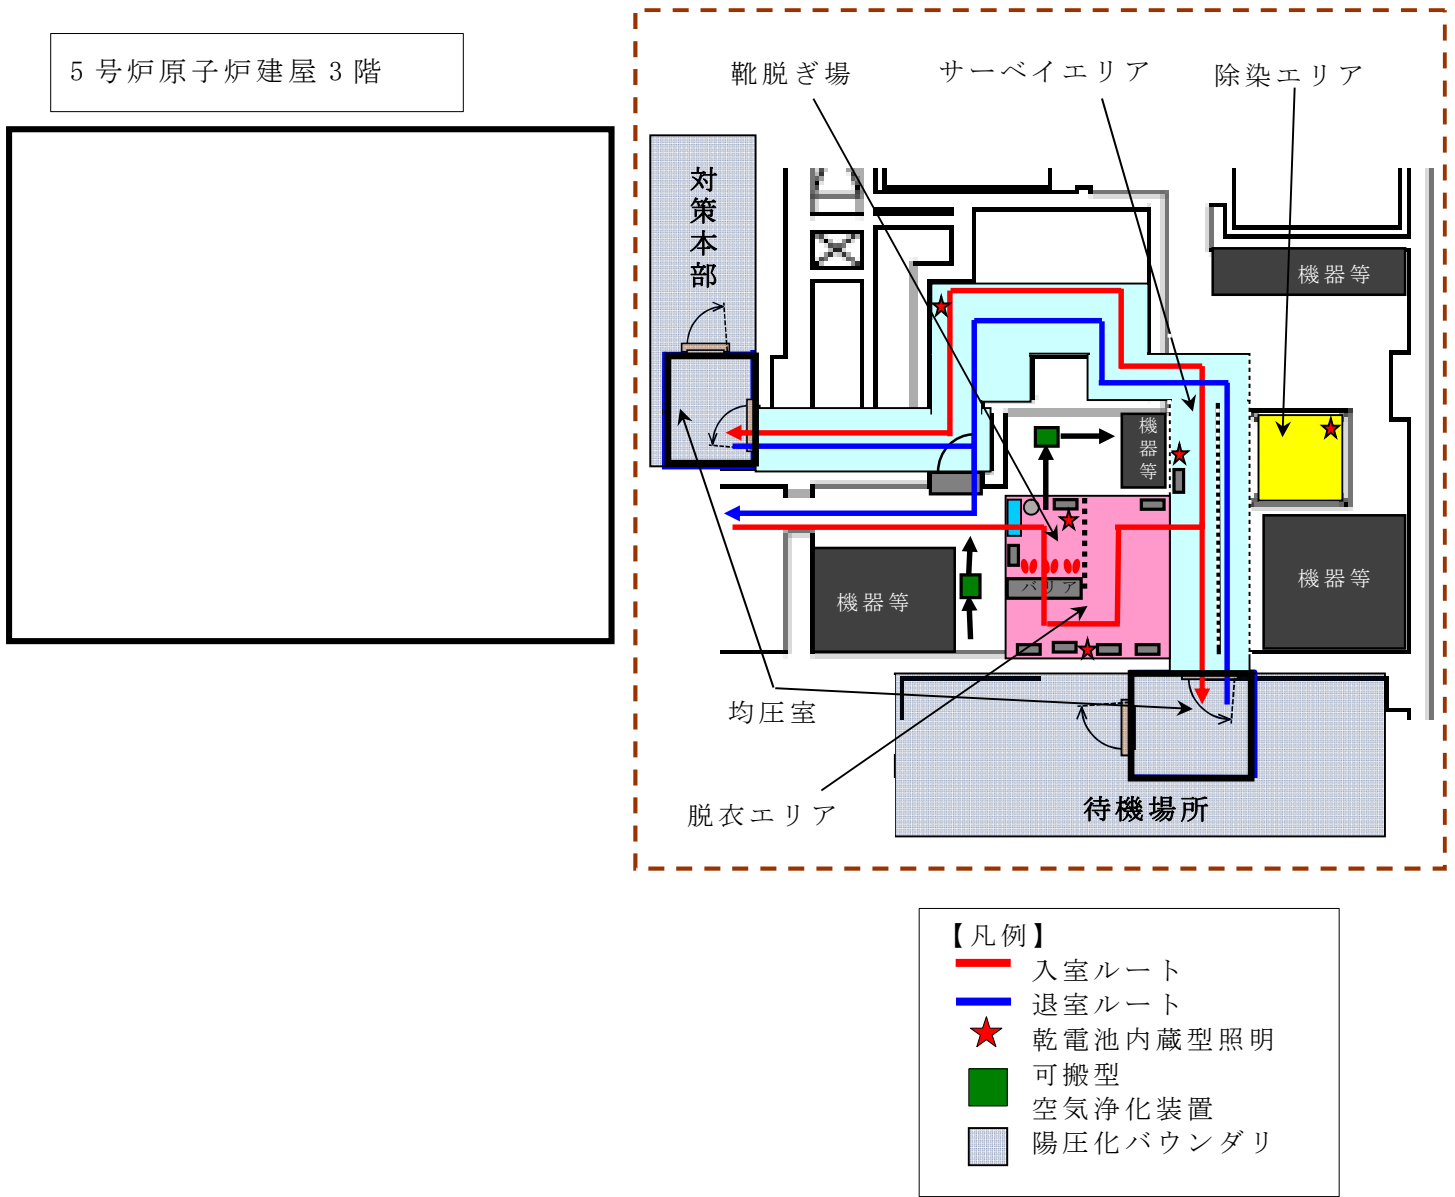 5号炉原子炉建屋3階
靴脱ぎ場
サーベイエリア
除染エリア
対策本部
機器等
機器等
機器等
機器等
バリア
均圧室
脱衣エリア
待機場所
【凡例】
入室ルート
退室ルート
乾電池内蔵型照明
可搬型
空気浄化装置
陽圧化バウンダリ